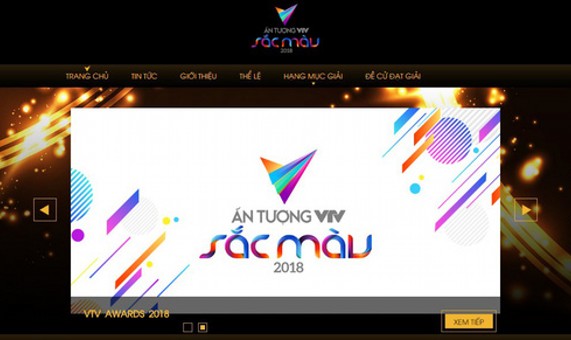 ẤN TƯỢNG VTV
SẮC MÀU
2018
TRANG CHỦ TIN TỨC GIỚI THIỆU THỂ LỆ HẠNG MỤC GIẢI ĐỀ CỬ ĐẠT GIẢI
ẤN TƯỢNG VTV
SẮC MÀU
2018
VTV AWARDS 2018
XEM TIẾP